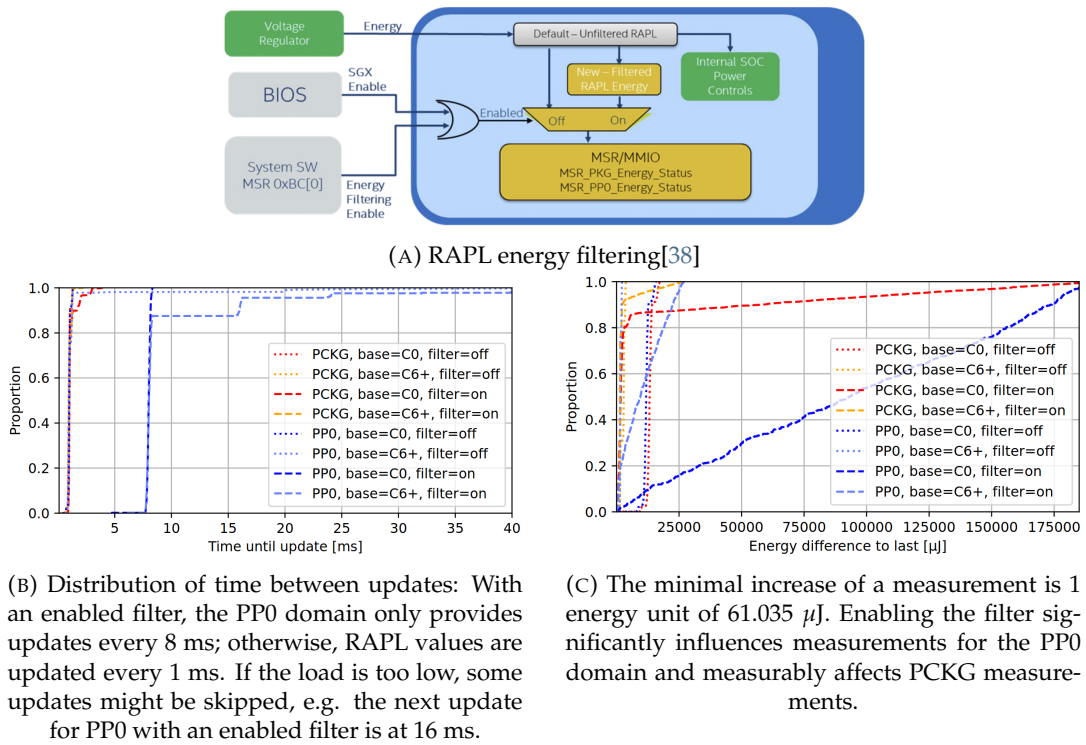 Voltage
Regulator
Energy
Default – Unfiltered RAPL
New – Filtered
RAPL Energy
Internal SOC
Power
Controls
BIOS
SGX
Enable
Enabled
Off
On
System SW
MSR 0xBC[0]
Energy
Filtering
Enable
MSR/MMIO
MSR_PKG_Energy_Status
MSR_PP0_Energy_Status
(A) RAPL energy filtering[38]
1.0
0.8
0.6
0.4
0.2
0.0
Proportion
PCKG, base=C0, filter=off
PCKG, base=C6+, filter=off
PCKG, base=C0, filter=on
PCKG, base=C6+, filter=on
PP0, base=C0, filter=off
PP0, base=C6+, filter=off
PP0, base=C0, filter=on
PP0, base=C6+, filter=on
5 10 15 20 25 30 35 40
Time until update [ms]
(B) Distribution of time between updates: With
an enabled filter, the PP0 domain only provides
updates every 8 ms; otherwise, RAPL values are
updated every 1 ms. If the load is too low, some
updates might be skipped, e.g. the next update
for PP0 with an enabled filter is at 16 ms.
1.0
0.8
0.6
0.4
0.2
0.0
Proportion
PCKG, base=C0, filter=off
PCKG, base=C6+, filter=off
PCKG, base=C0, filter=on
PCKG, base=C6+, filter=on
PP0, base=C0, filter=off
PP0, base=C6+, filter=off
PP0, base=C0, filter=on
PP0, base=C6+, filter=on
25000 50000 75000 100000 125000 150000 175000
Energy difference to last [µJ]
(C) The minimal increase of a measurement is 1
energy unit of 61.035 µJ. Enabling the filter sig-
nificantly influences measurements for the PP0
domain and measurably affects PCKG measure-
ments.